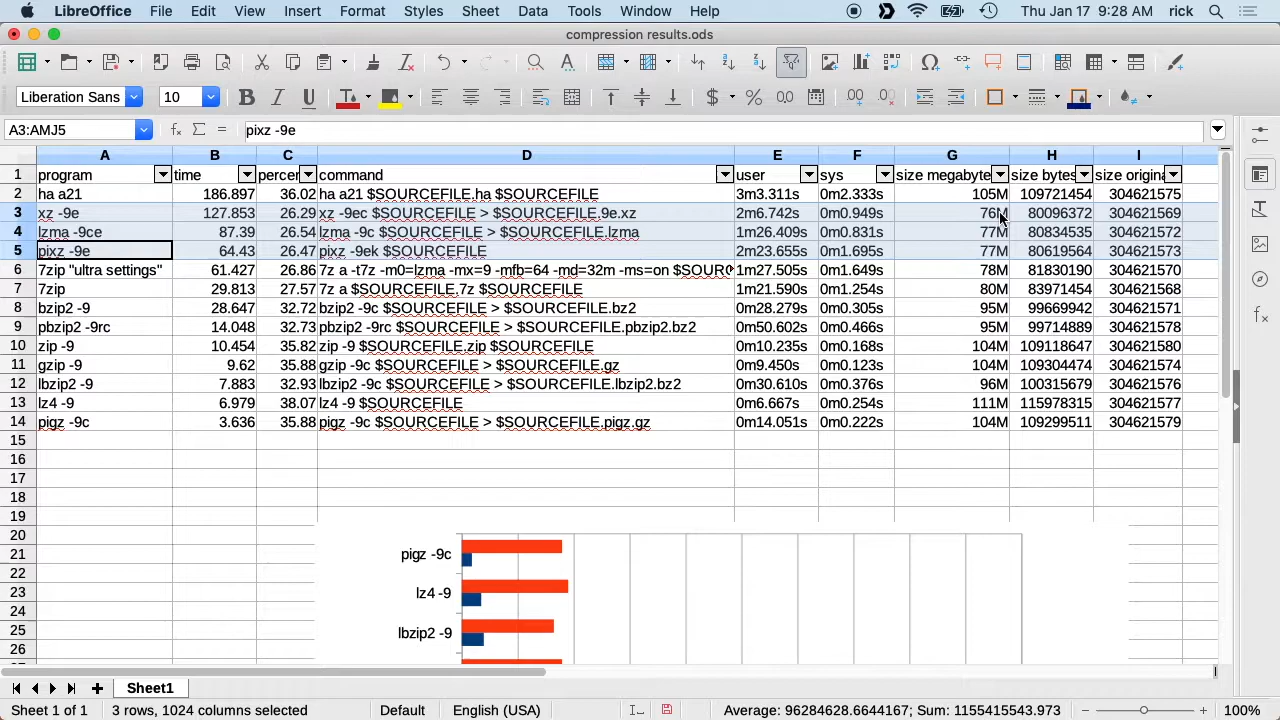 LibreOffice File Edit View Insert Format Styles Sheet Data Tools Window Help Thu Jan 17 9:28 AM rick
compression results.ods
Liberation Sans 10
A3:AMJ5 pixz -9e
A B C D E F G H I
1 program time percen command user sys size megabyte size bytes size origina
2 ha a21 186.897 36.02 ha a21 $SOURCEFILE.ha $SOURCEFILE 3m3.311s 0m2.333s 105M 109721454 304621575
3 xz -9e 127.853 26.29 xz -9ec $SOURCEFILE > $SOURCEFILE.9e.xz 2m6.742s 0m0.949s 76M 80096372 304621569
4 lzma -9ce 87.39 26.54 lzma -9c $SOURCEFILE > $SOURCEFILE.lzma 1m26.409s 0m0.831s 77M 80834535 304621572
5 pixz -9e 64.43 26.47 pixz -9ek $SOURCEFILE 2m23.655s 0m1.695s 77M 80619564 304621573
6 7zip "ultra settings" 61.427 26.86 7z a -t7z -m0=lzma -mx=9 -mfb=64 -md=32m -ms=on $SOURC 1m27.505s 0m1.649s 78M 81830190 304621570
7 7zip 29.813 27.57 7z a $SOURCEFILE.7z $SOURCEFILE 1m21.590s 0m1.254s 80M 83971454 304621568
8 bzip2 -9 28.647 32.72 bzip2 -9c $SOURCEFILE > $SOURCEFILE.bz2 0m28.279s 0m0.305s 95M 99669942 304621571
9 pbzip2 -9rc 14.048 32.73 pbzip2 -9rc $SOURCEFILE > $SOURCEFILE.pbzip2.bz2 0m50.602s 0m0.466s 95M 99714889 304621578
10 zip -9 10.454 35.82 zip -9 $SOURCEFILE.zip $SOURCEFILE 0m10.235s 0m0.168s 104M 109118647 304621580
11 gzip -9 9.62 35.88 gzip -9c $SOURCEFILE > $SOURCEFILE.gz 0m9.450s 0m0.123s 104M 109304474 304621574
12 lbzip2 -9 7.883 32.93 lbzip2 -9c $SOURCEFILE > $SOURCEFILE.lbzip2.bz2 0m30.610s 0m0.376s 96M 100315679 304621576
13 lz4 -9 6.979 38.07 lz4 -9 $SOURCEFILE 0m6.667s 0m0.254s 111M 115978315 304621577
14 pigz -9c 3.636 35.88 pigz -9c $SOURCEFILE > $SOURCEFILE.pigz.gz 0m14.051s 0m0.222s 104M 109299511 304621579
15
16
17
18
19
20
21 pigz -9c
22
23 lz4 -9
24
25 lbzip2 -9
26
Sheet1
Sheet 1 of 1 3 rows, 1024 columns selected Default English (USA) Average: 96284628.6644167; Sum: 1155415543.973 100%